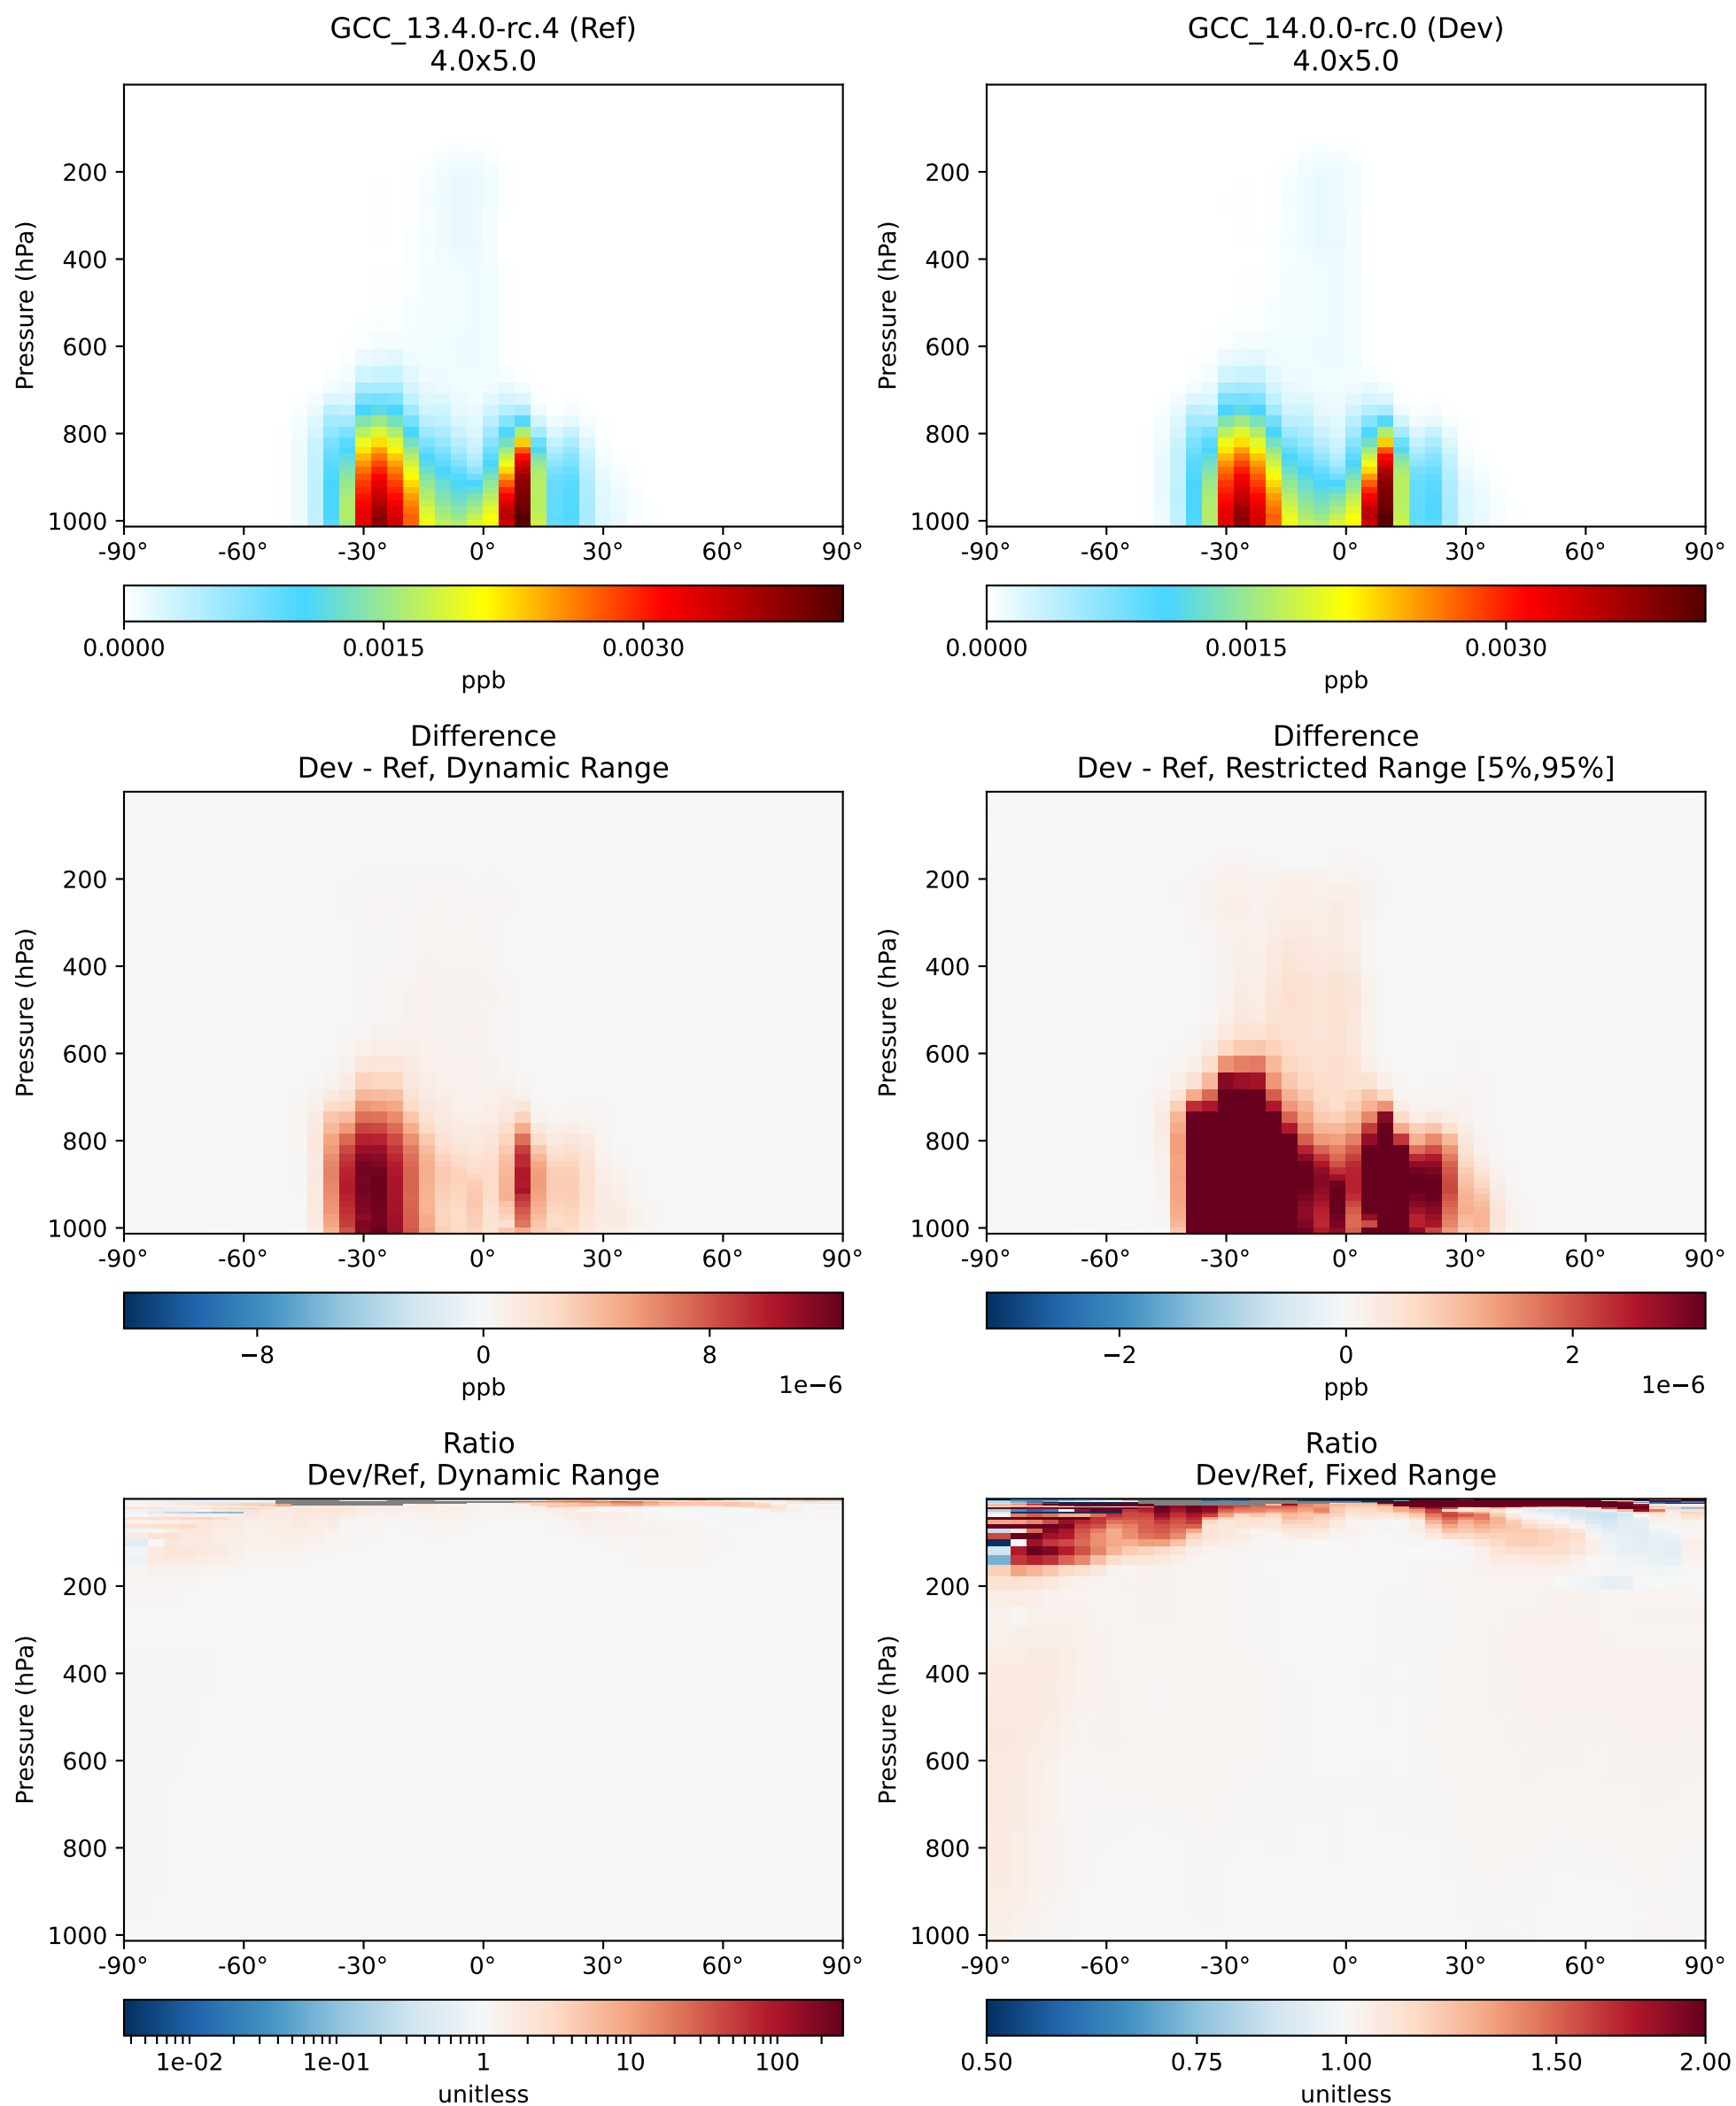 GCC_13.4.0-rc.4 (Ref)
4.0x5.0
Pressure (hPa)
200
400
600
800
1000
-90° -60° -30° 0° 30° 60° 90°
0.0000 0.0015 0.0030
ppb
GCC_14.0.0-rc.0 (Dev)
4.0x5.0
Pressure (hPa)
200
400
600
800
1000
-90° -60° -30° 0° 30° 60° 90°
0.0000 0.0015 0.0030
ppb
Difference
Dev - Ref, Dynamic Range
Pressure (hPa)
200
400
600
800
1000
-90° -60° -30° 0° 30° 60° 90°
−8 0 8
ppb
1e−6
Difference
Dev - Ref, Restricted Range [5%,95%]
Pressure (hPa)
200
400
600
800
1000
-90° -60° -30° 0° 30° 60° 90°
−2 0 2
ppb
1e−6
Ratio
Dev/Ref, Dynamic Range
Pressure (hPa)
200
400
600
800
1000
-90° -60° -30° 0° 30° 60° 90°
1e-02 1e-01 1 10 100
unitless
Ratio
Dev/Ref, Fixed Range
Pressure (hPa)
200
400
600
800
1000
-90° -60° -30° 0° 30° 60° 90°
0.50 0.75 1.00 1.50 2.00
unitless